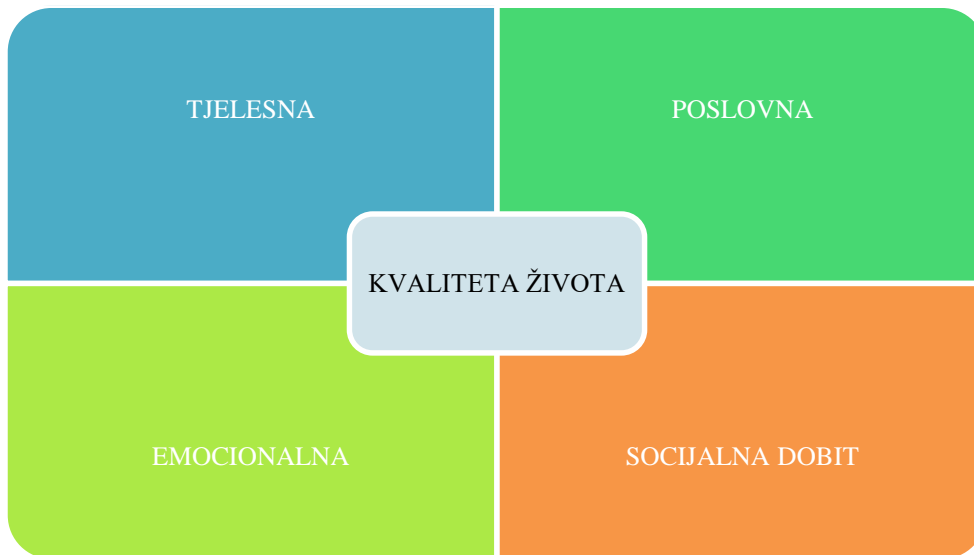 TJELESNA
POSLOVNA
KVALITETA ŽIVOTA
EMOCIONALNA
SOCIJALNA DOBIT